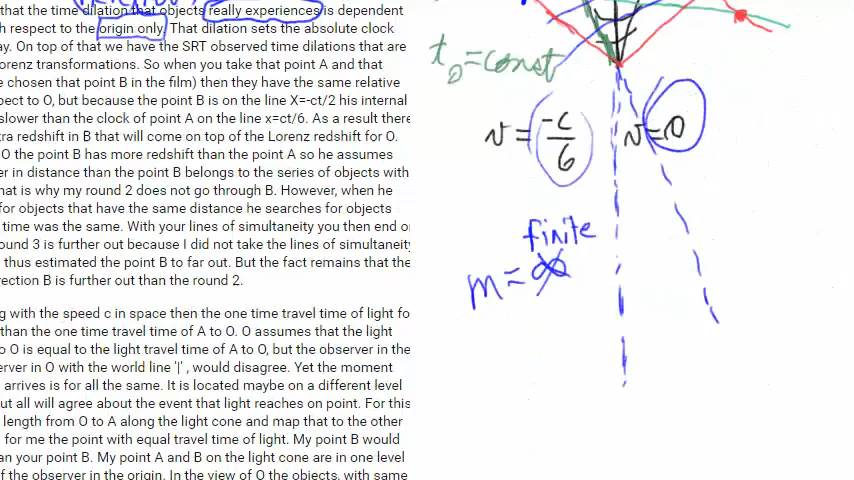 that the time dilation that objects really experiences is dependent
h respect to the origin only. That dilation sets the absolute clock
ay. On top of that we have the SRT observed time dilations that are
orenz transformations. So when you take that point A and that
e chosen that point B in the film) then they have the same relative
pect to O, but because the point B is on the line X=-ct/2 his internal
slower than the clock of point A on the line x=ct/6. As a result there
tra redshift in B that will come on top of the Lorenz redshift for O.
O the point B has more redshift than the point A so he assumes
er in distance than the point B belongs to the series of objects with
hat is why my round 2 does not go through B. However, when he
for objects that have the same distance he searches for objects
time was the same. With your lines of simultaneity you then end o
ound 3 is further out because I did not take the lines of simultaneity
thus estimated the point B to far out. But the fact remains that the
rection B is further out than the round 2.
g with the speed c in space then the one time travel time of light fo
than the one time travel time of A to O. O assumes that the light
o O is equal to the light travel time of A to O, but the observer in the
erver in O with the world line 'l' , would disagree. Yet the moment
arrives is for all the same. It is located maybe on a different level
ut all will agree about the event that light reaches on point. For this
length from O to A along the light cone and map that to the other
for me the point with equal travel time of light. My point B would
an your point B. My point A and B on the light cone are in one level
f the observer in the origin. In the view of O the objects, with same
t₀=const
v=-c/6 v=0
finite
m=∞